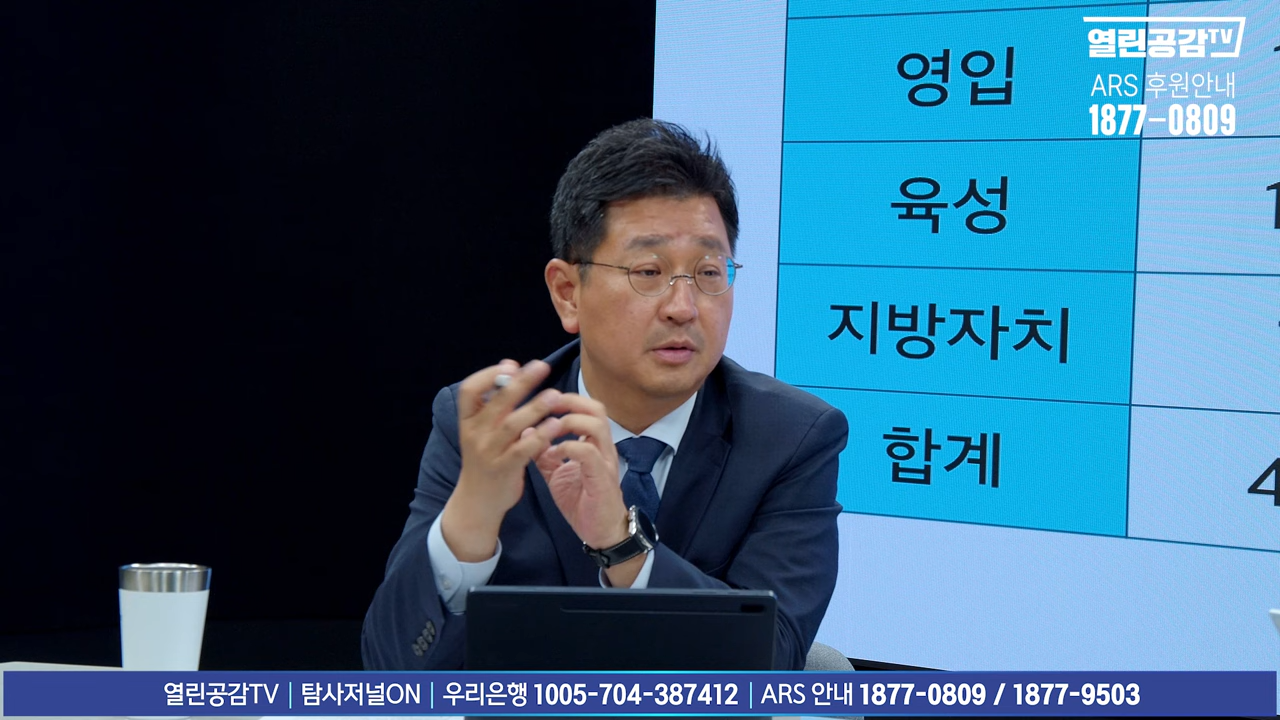 열린공감TV
ARS 후원안내
1877-0809
영입
육성
지방자치
합계
열린공감TV | 탐사저널ON | 우리은행 1005-704-387412 | ARS 안내 1877-0809 / 1877-9503